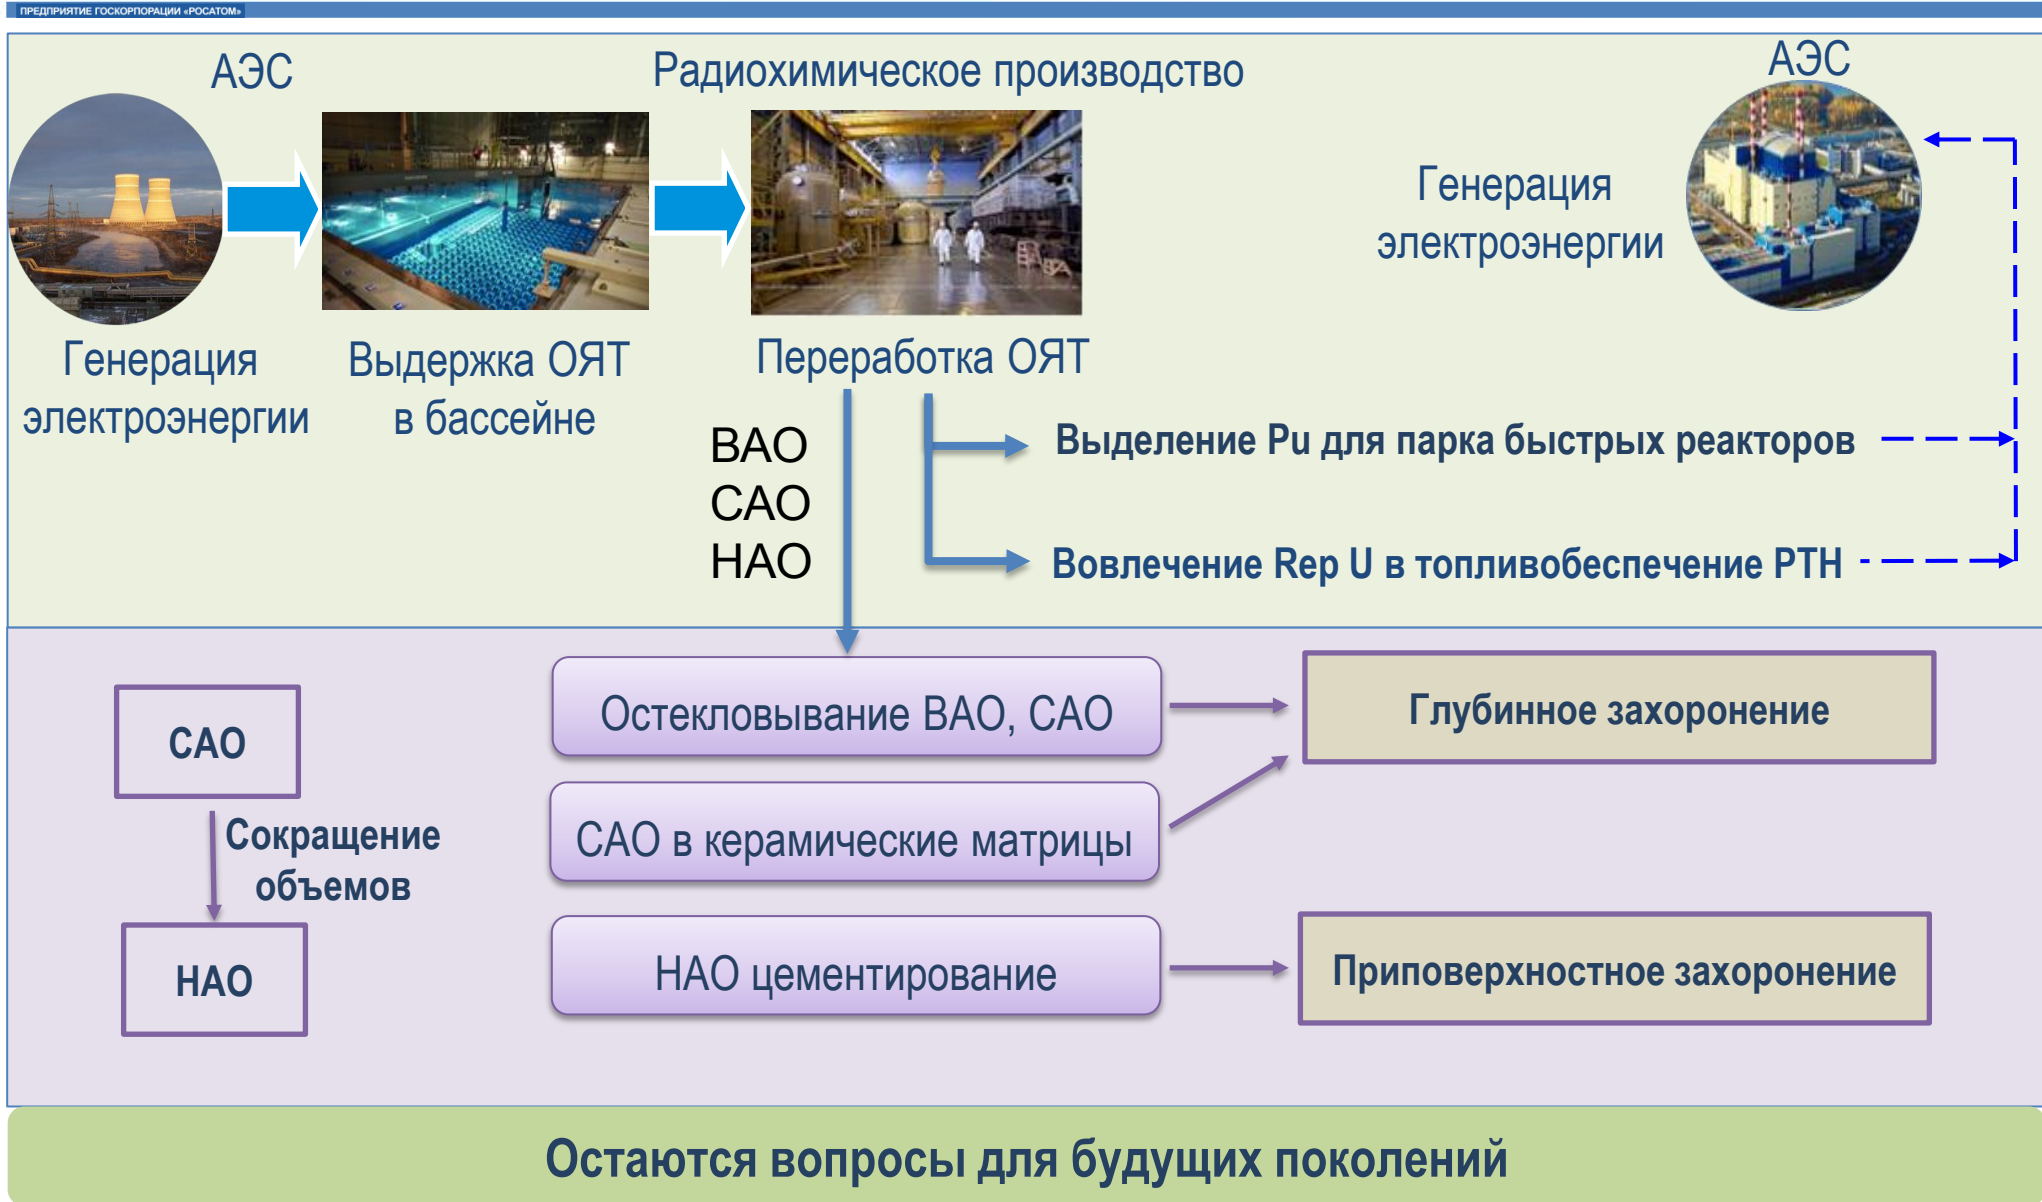 ПРЕДПРИЯТИЕ ГОСКОРПОРАЦИИ «РОСАТОМ»
АЭС
Радиохимическое производство
АЭС
Генерация
электроэнергии
Генерация
электроэнергии
Выдержка ОЯТ
в бассейне
Переработка ОЯТ
ВАО
САО
НАО
Выделение Pu для парка быстрых реакторов
Вовлечение Rep U в топливобеспечение РТН
САО
Сокращение
объемов
НАО
Остекловывание ВАО, САО
САО в керамические матрицы
НАО цементирование
Глубинное захоронение
Приповерхностное захоронение
Остаются вопросы для будущих поколений